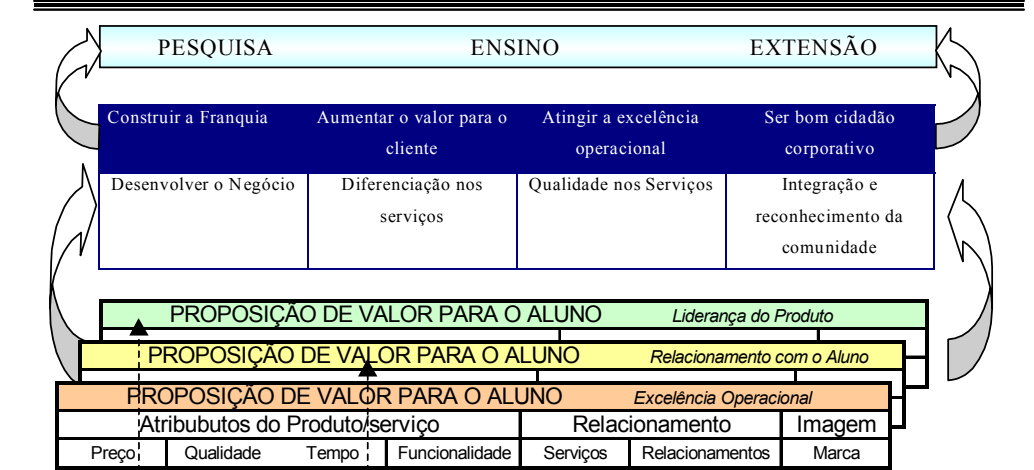 PESQUISA ENSINO EXTENSÃO
Construir a Franquia
Aumentar o valor para o
cliente
Atingir a excelência
operacional
Ser bom cidadão
corporativo
Desenvolver o Negócio
Diferenciação nos
serviços
Qualidade nos Serviços
Integração e
reconhecimento da
comunidade
PROPOSIÇÃO DE VALOR PARA O ALUNO Liderança do Produto
PROPOSIÇÃO DE VALOR PARA O ALUNO Relacionamento com o Aluno
PROPOSIÇÃO DE VALOR PARA O ALUNO Excelência Operacional
Atribubutos do Produto/serviço Relacionamento Imagem
Preço Qualidade Tempo Funcionalidade Serviços Relacionamentos Marca